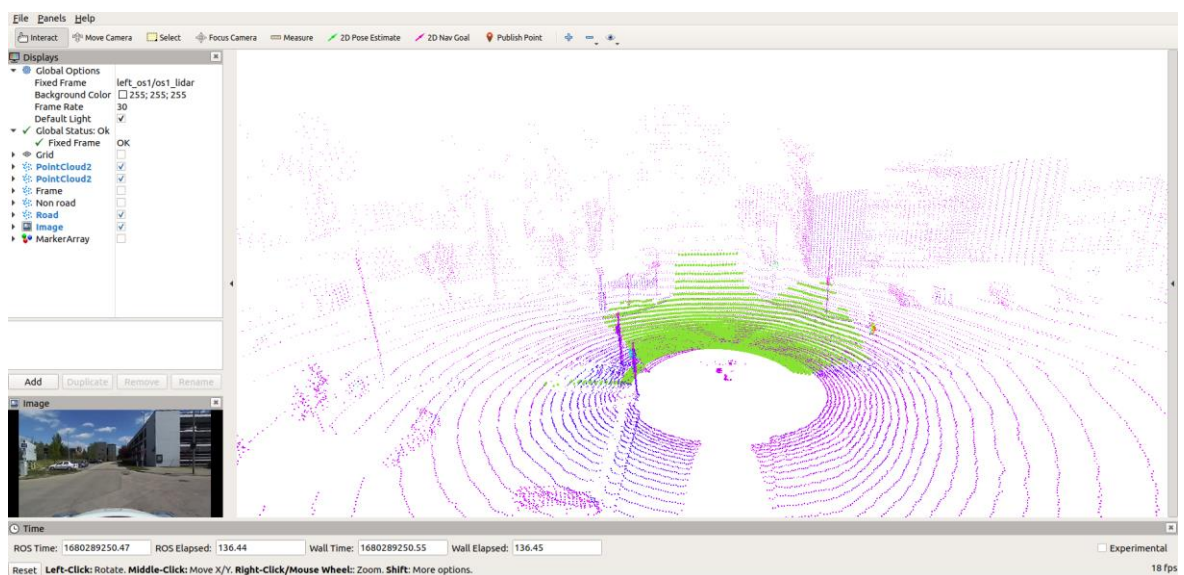 File Panels Help
Interact Move Camera Select Focus Camera Measure 2D Pose Estimate 2D Nav Goal Publish Point
Displays
Global Options
Fixed Frame left_os1/os1_lidar
Background Color 255; 255; 255
Frame Rate 30
Default Light
Global Status: Ok
Fixed Frame OK
Grid
PointCloud2
PointCloud2
Frame
Non road
Road
Image
MarkerArray
Add Duplicate Remove Rename
Image
Time
ROS Time: 1680289250.47 ROS Elapsed: 136.44 Wall Time: 1680289250.55 Wall Elapsed: 136.45 Experimental
Reset Left-Click: Rotate. Middle-Click: Move X/Y. Right-Click/Mouse Wheel:: Zoom. Shift: More options. 18 fps